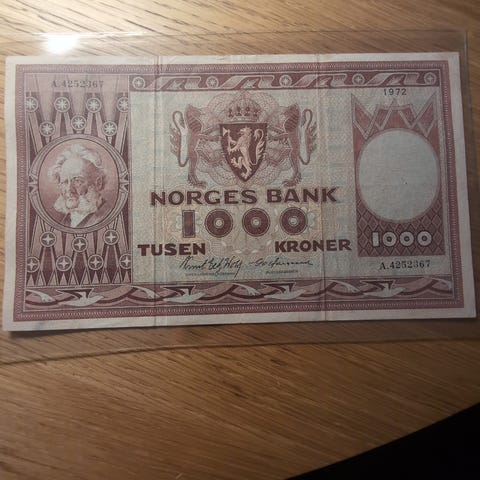 A.4252367
1972
NORGES BANK
1000
TUSEN KRONER
1000
A.4252367